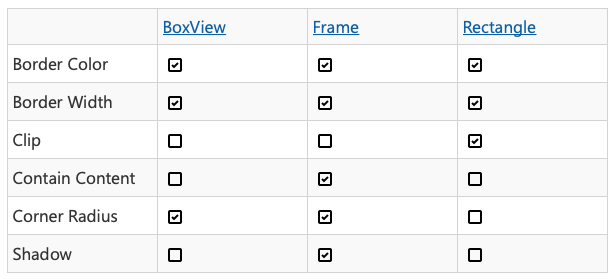 BoxView Frame Rectangle
Border Color
Border Width
Clip
Contain Content
Corner Radius
Shadow